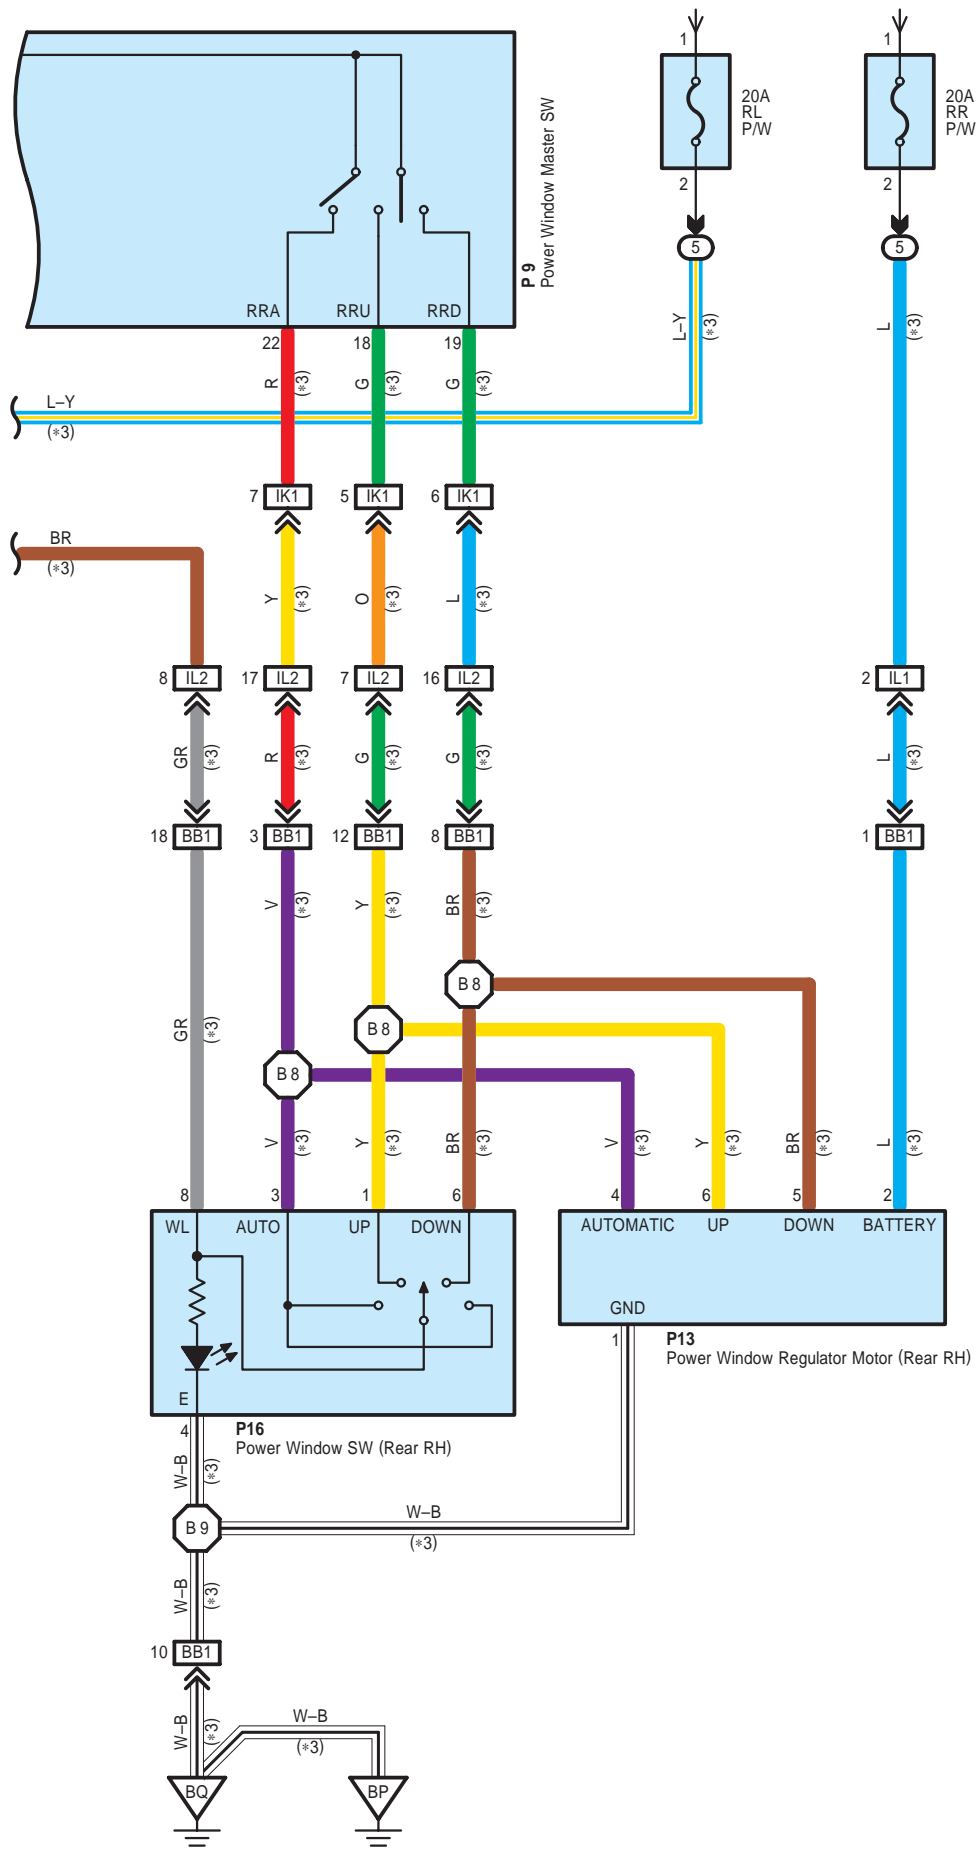 1
1
20A
RL
P/W
20A
RR
P/W
2
2
5
5
P 9
Power Window Master SW
RRA
RRU
RRD
22
18
19
R
(*3)
G
(*3)
G
(*3)
L–Y
(*3)
L
(*3)
L–Y
(*3)
7
IK1
5
IK1
6
IK1
BR
(*3)
Y
(*3)
O
(*3)
L
(*3)
8
IL2
17
IL2
7
IL2
16
IL2
2
IL1
GR
(*3)
R
(*3)
G
(*3)
G
(*3)
L
(*3)
18
BB1
3
BB1
12
BB1
8
BB1
1
BB1
V
(*3)
Y
(*3)
BR
(*3)
B 8
GR
(*3)
B 8
B 8
V
(*3)
Y
(*3)
BR
(*3)
V
(*3)
Y
(*3)
BR
(*3)
L
(*3)
8
3
1
6
4
6
5
2
WL
AUTO
UP
DOWN
AUTOMATIC
UP
DOWN
BATTERY
GND
1
P13
Power Window Regulator Motor (Rear RH)
E
4
P16
Power Window SW (Rear RH)
W–B
(*3)
B 9
W–B
(*3)
W–B
(*3)
10
BB1
W–B
(*3)
W–B
(*3)
BQ
BP